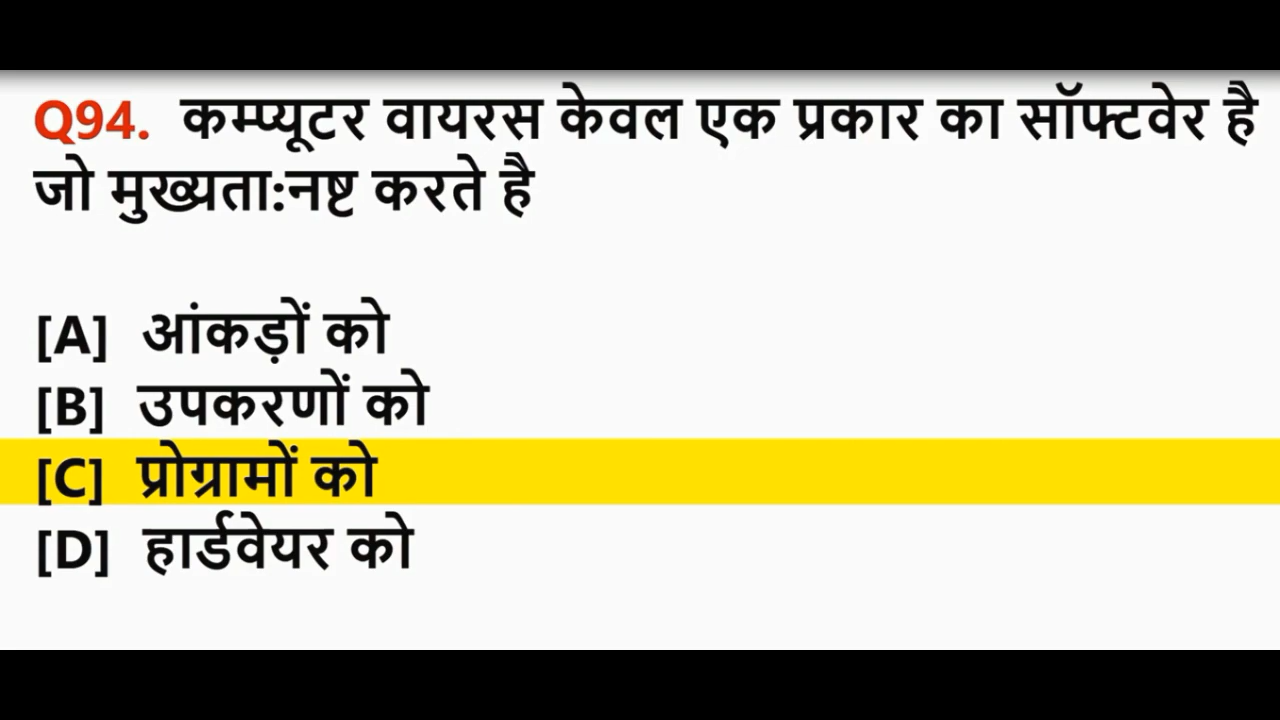 Q94. कम्प्यूटर वायरस केवल एक प्रकार का सॉफ्टवेर है
जो मुख्यता:नष्ट करते है
[A] आंकड़ों को
[B] उपकरणों को
[C] प्रोग्रामों को
[D] हार्डवेयर को